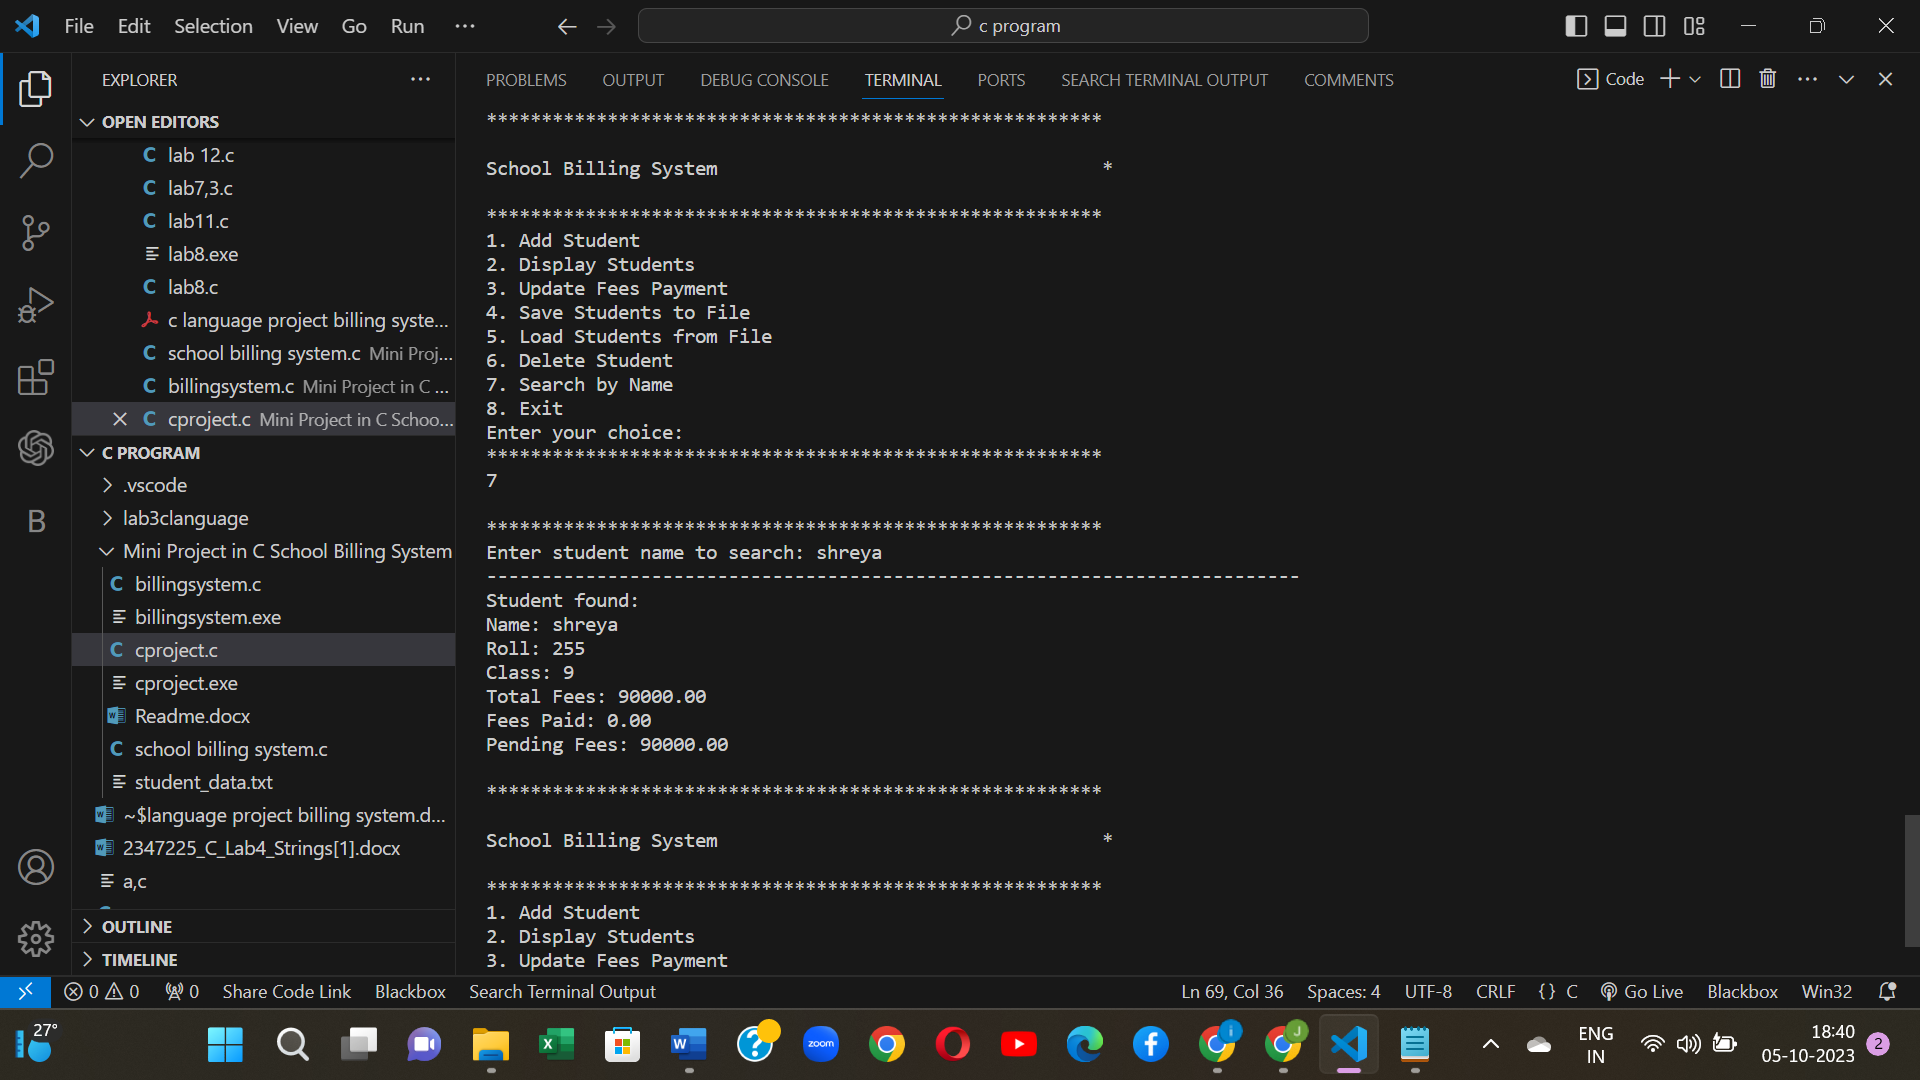 File Edit Selection View Go Run ···
c program
EXPLORER ···
OPEN EDITORS
C lab 12.c
C lab7,3.c
C lab11.c
lab8.exe
C lab8.c
c language project billing syste...
C school billing system.c Mini Proj...
C billingsystem.c Mini Project in C ...
C cproject.c Mini Project in C Schoo...
C PROGRAM
.vscode
lab3clanguage
Mini Project in C School Billing System
C billingsystem.c
billingsystem.exe
C cproject.c
cproject.exe
Readme.docx
C school billing system.c
student_data.txt
~$language project billing system.d...
2347225_C_Lab4_Strings[1].docx
a,c
OUTLINE
TIMELINE
B
PROBLEMS OUTPUT DEBUG CONSOLE TERMINAL PORTS SEARCH TERMINAL OUTPUT COMMENTS
Code
********************************************************
School Billing System *
********************************************************
1. Add Student
2. Display Students
3. Update Fees Payment
4. Save Students to File
5. Load Students from File
6. Delete Student
7. Search by Name
8. Exit
Enter your choice:
********************************************************
7
********************************************************
Enter student name to search: shreya
--------------------------------------------------------------------------
Student found:
Name: shreya
Roll: 255
Class: 9
Total Fees: 90000.00
Fees Paid: 0.00
Pending Fees: 90000.00
********************************************************
School Billing System *
********************************************************
1. Add Student
2. Display Students
3. Update Fees Payment
0 0 0 Share Code Link Blackbox Search Terminal Output
Ln 69, Col 36 Spaces: 4 UTF-8 CRLF {} C Go Live Blackbox Win32
27°
zoom
ENG
IN
18:40
05-10-2023
2